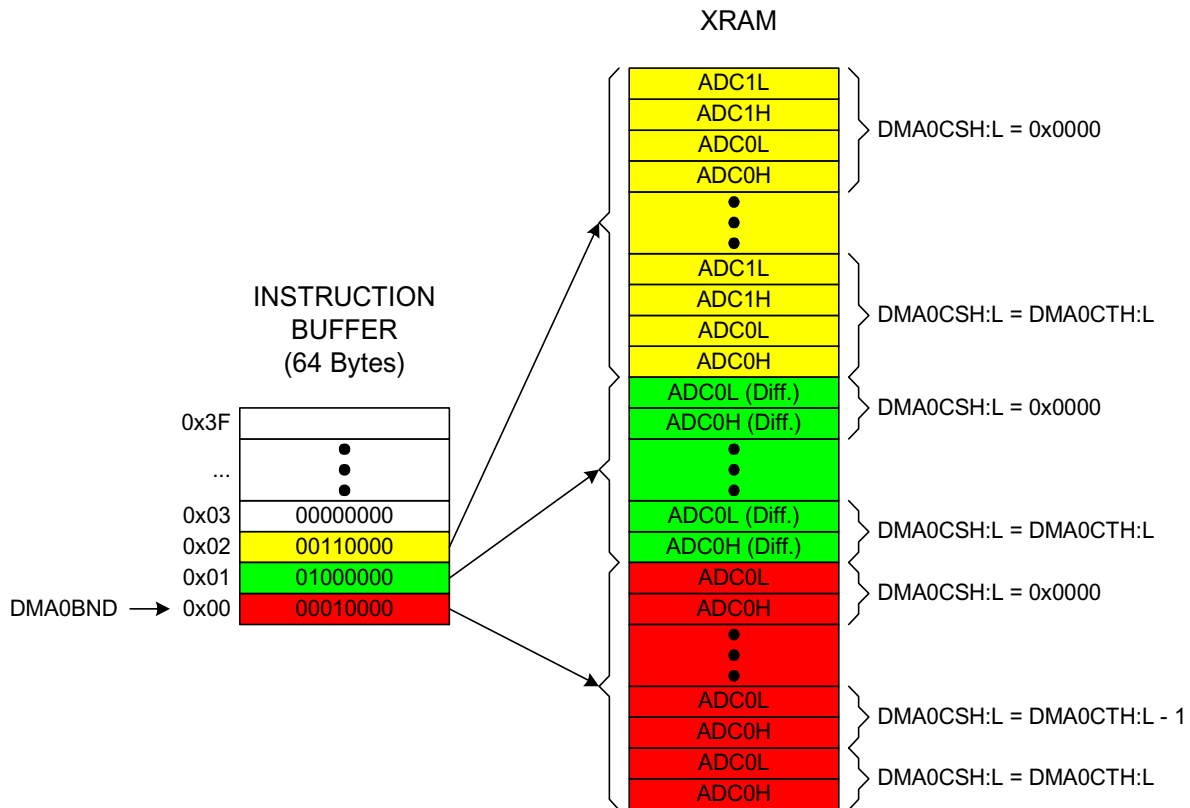 XRAM
ADC1L
ADC1H
ADC0L
ADC0H
DMA0CSH:L = 0x0000
ADC1L
ADC1H
ADC0L
ADC0H
DMA0CSH:L = DMA0CTH:L
ADC0L (Diff.)
ADC0H (Diff.)
DMA0CSH:L = 0x0000
ADC0L (Diff.)
ADC0H (Diff.)
DMA0CSH:L = DMA0CTH:L
ADC0L
ADC0H
DMA0CSH:L = 0x0000
ADC0L
ADC0H
DMA0CSH:L = DMA0CTH:L - 1
ADC0L
ADC0H
DMA0CSH:L = DMA0CTH:L
INSTRUCTION
BUFFER
(64 Bytes)
0x3F
...
0x03 00000000
0x02 00110000
0x01 01000000
DMA0BND 0x00 00010000